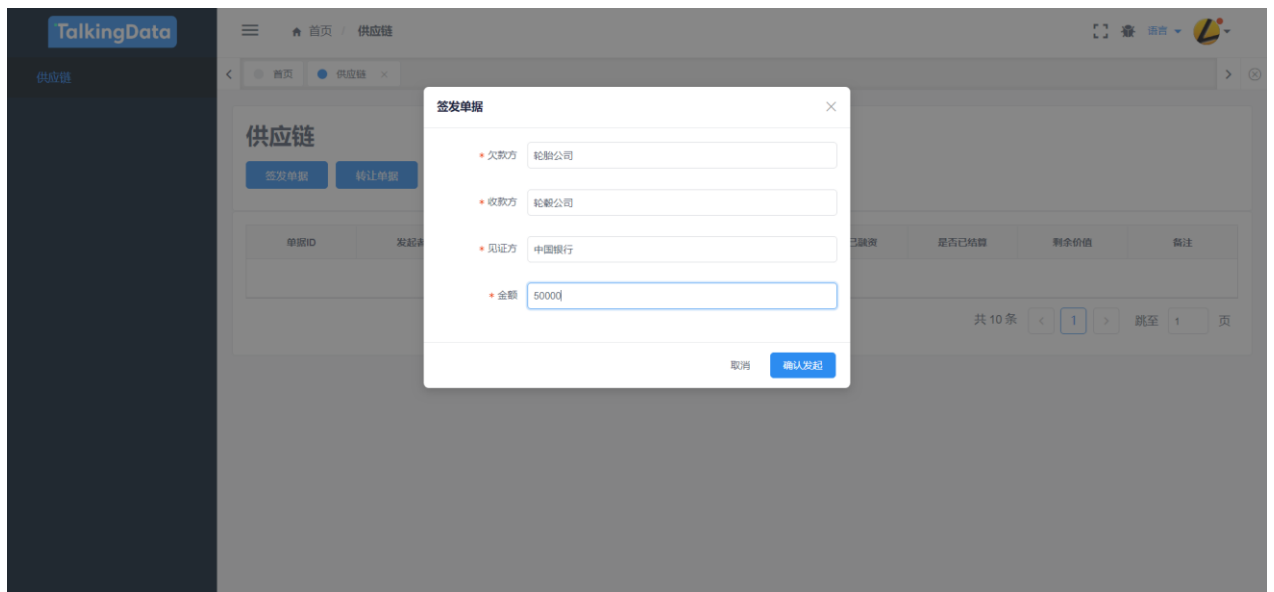 TalkingData
首页 / 供应链
语言
供应链
首页
供应链
签发单据
供应链
* 欠款方 轮胎公司
签发单据
转让单据
* 收款方 轮毂公司
单据ID
发起
* 见证方 中国银行
已融资
是否已结算
剩余价值
备注
* 金额 50000
共 10 条
1
跳至 1 页
取消
确认发起